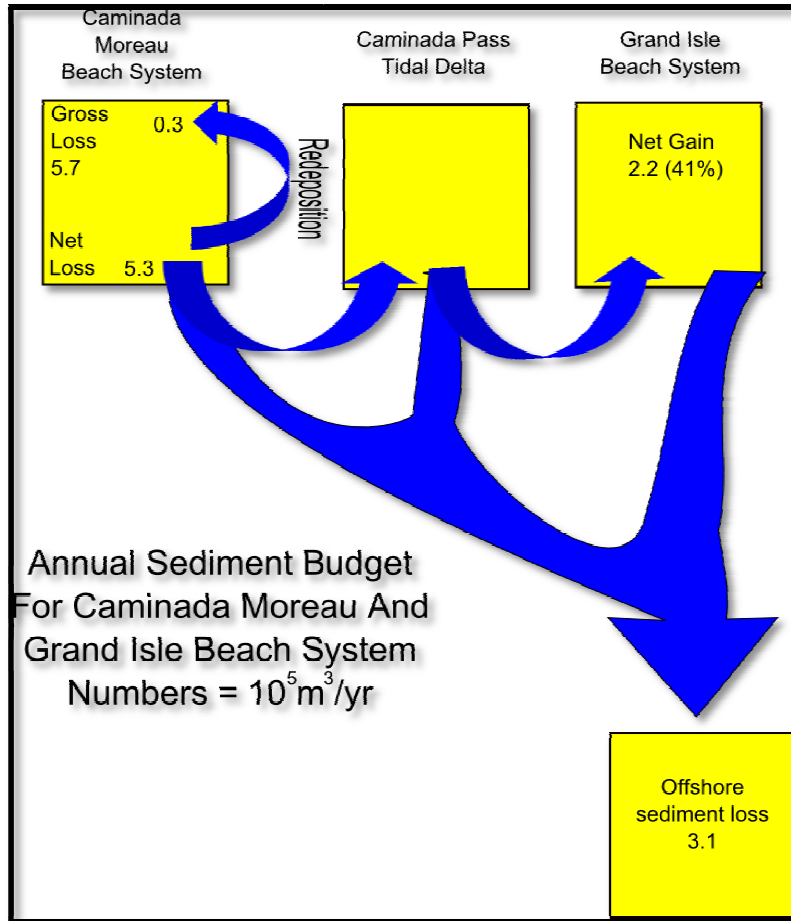 Caminada
Moreau
Beach System
Caminada Pass
Tidal Delta
Grand Isle
Beach System
Gross
Loss
5.7
0.3
Redeposition
Net
Loss 5.3
Net Gain
2.2 (41%)
Annual Sediment Budget
For Caminada Moreau And
Grand Isle Beach System
Numbers = 10⁵m³/yr
Offshore
sediment loss
3.1